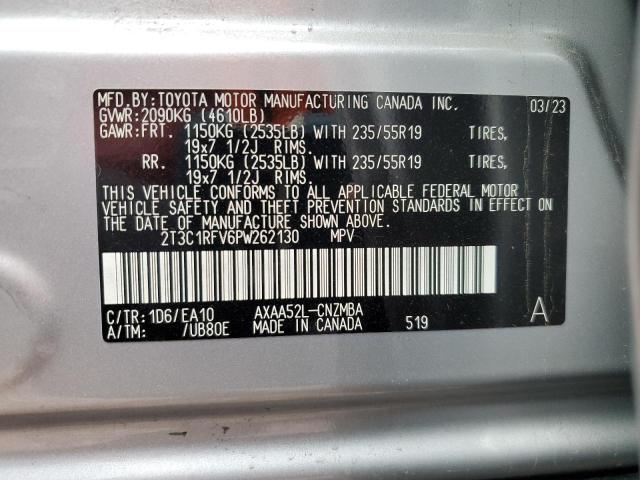 MFD.BY:TOYOTA MOTOR MANUFACTURING CANADA INC. 03/23
GVWR:2090KG (4610LB)
GAWR:FRT. 1150KG (2535LB) WITH 235/55R19 TIRES,
19x7 1/2J RIMS.
RR. 1150KG (2535LB) WITH 235/55R19 TIRES,
19x7 1/2J RIMS.
THIS VEHICLE CONFORMS TO ALL APPLICABLE FEDERAL MOTOR
VEHICLE SAFETY AND THEFT PREVENTION STANDARDS IN EFFECT ON
THE DATE OF MANUFACTURE SHOWN ABOVE.
2T3C1RFV6PW262130 MPV
C/TR:1D6/EA10 AXAA52L-CNZMBA
A/TM: /UB80E MADE IN CANADA 519 A